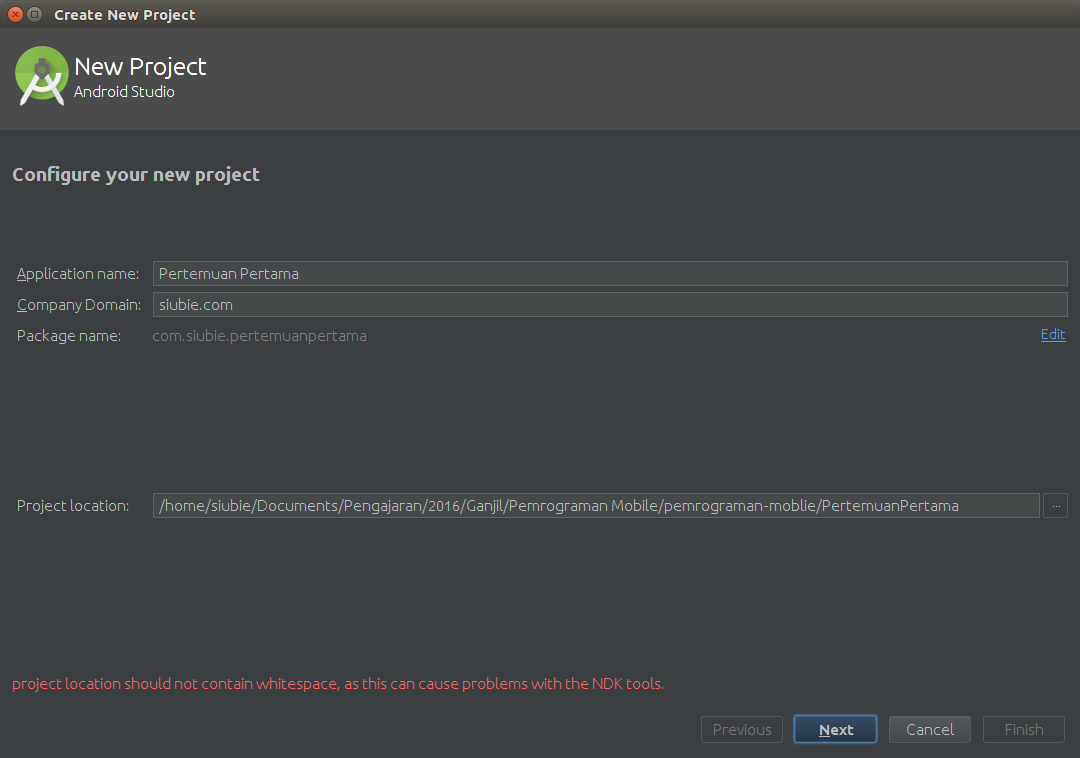 Create New Project
New Project
Android Studio
Configure your new project
Application name: Pertemuan Pertama
Company Domain: siubie.com
Package name: com.siubie.pertemuanpertama Edit
Project location: /home/siubie/Documents/Pengajaran/2016/Ganjil/Pemrograman Mobile/pemrograman-moblie/PertemuanPertama ...
project location should not contain whitespace, as this can cause problems with the NDK tools.
Previous Next Cancel Finish